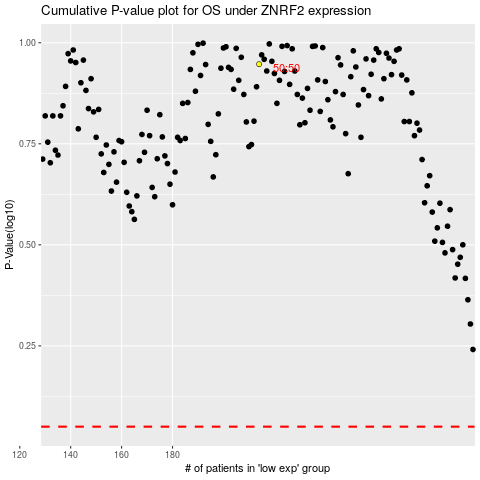 Cumulative P-value plot for OS under ZNRF2 expression
1.00
50:50
0.75
0.50
0.25
P-Value(log10)
120 140 160 180
# of patients in 'low exp' group